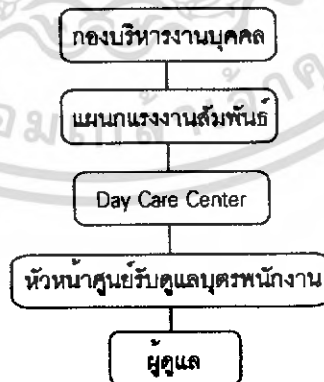 กองบริหารงานบุคคล
แผนกแรงงานสัมพันธ์
Day Care Center
หัวหน้าศูนย์รับดูแลบุตรพนักงาน
ผู้ดูแล